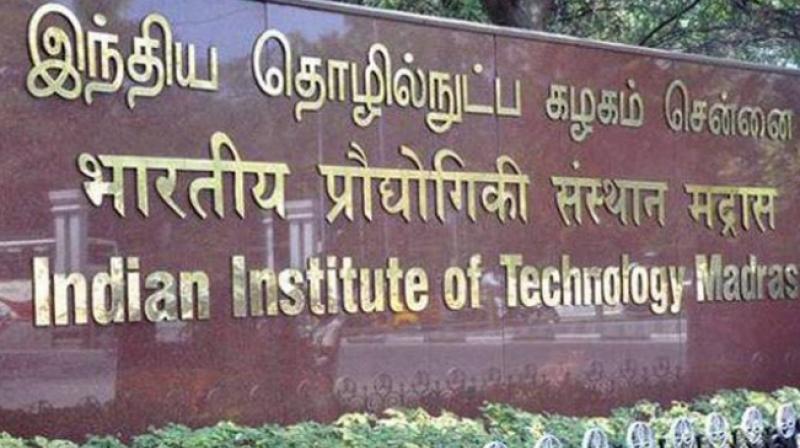 இந்திய தொழில்நுட்ப கழகம் சென்னை
भारतीय प्रौद्योगिकी संस्थान मद्रास
Indian Institute of Technology Madras